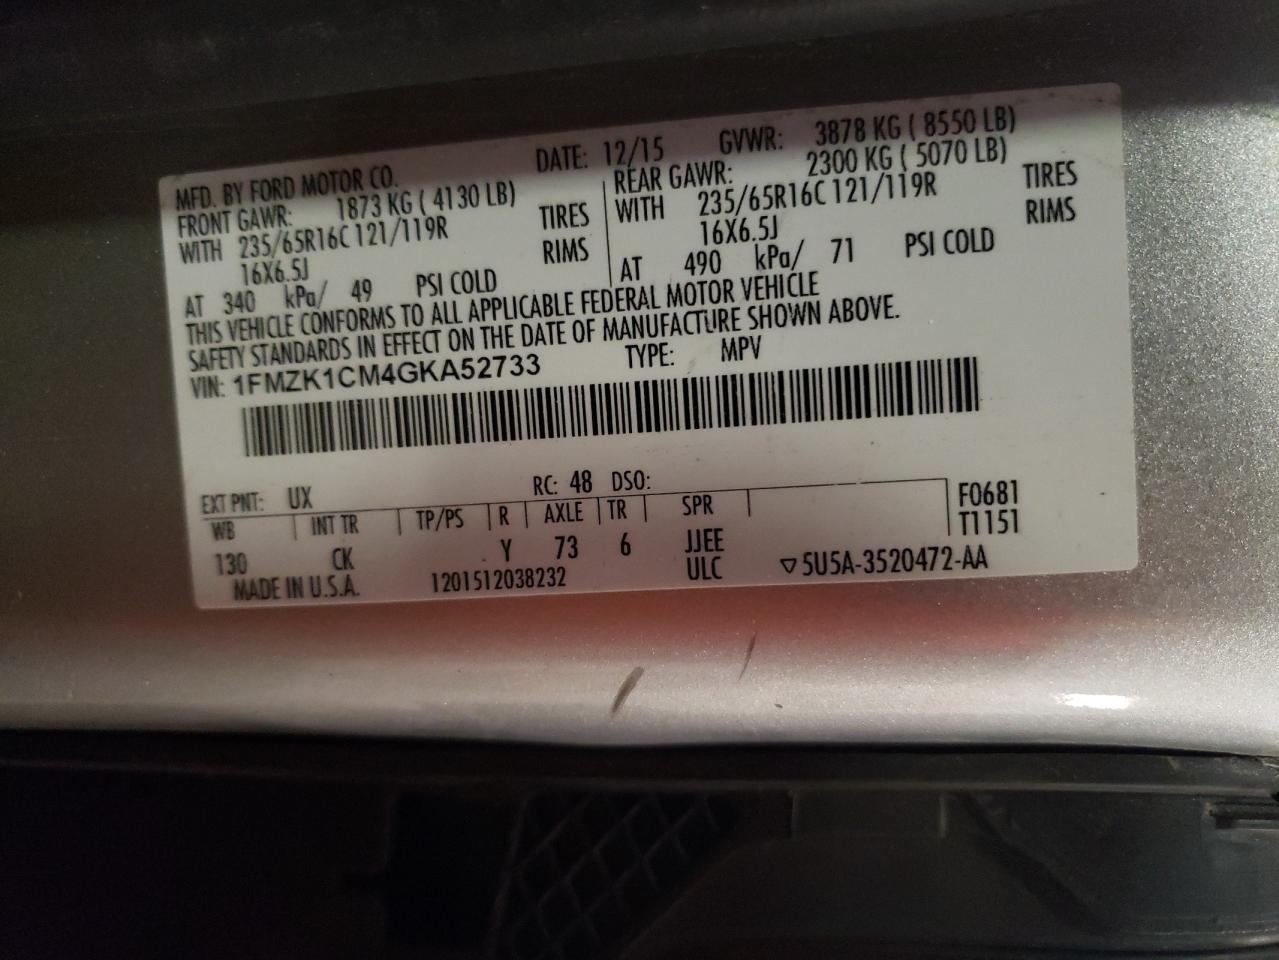 MFD. BY FORD MOTOR CO. DATE: 12/15 GVWR: 3878 KG ( 8550 LB)
FRONT GAWR: 1873 KG ( 4130 LB) REAR GAWR: 2300 KG ( 5070 LB)
WITH 235/65R16C 121/119R TIRES WITH 235/65R16C 121/119R TIRES
16X6.5J RIMS 16X6.5J RIMS
AT 340 kPa/ 49 PSI COLD AT 490 kPa/ 71 PSI COLD
THIS VEHICLE CONFORMS TO ALL APPLICABLE FEDERAL MOTOR VEHICLE
SAFETY STANDARDS IN EFFECT ON THE DATE OF MANUFACTURE SHOWN ABOVE.
VIN: 1FMZK1CM4GKA52733 TYPE: MPV
EXT PNT: UX RC: 48 DSO:
WB INT TR TP/PS R AXLE TR SPR F0681
T1151
130 CK Y 73 6 JJEE
MADE IN U.S.A. 1201512038232 ULC ▽5U5A-3520472-AA